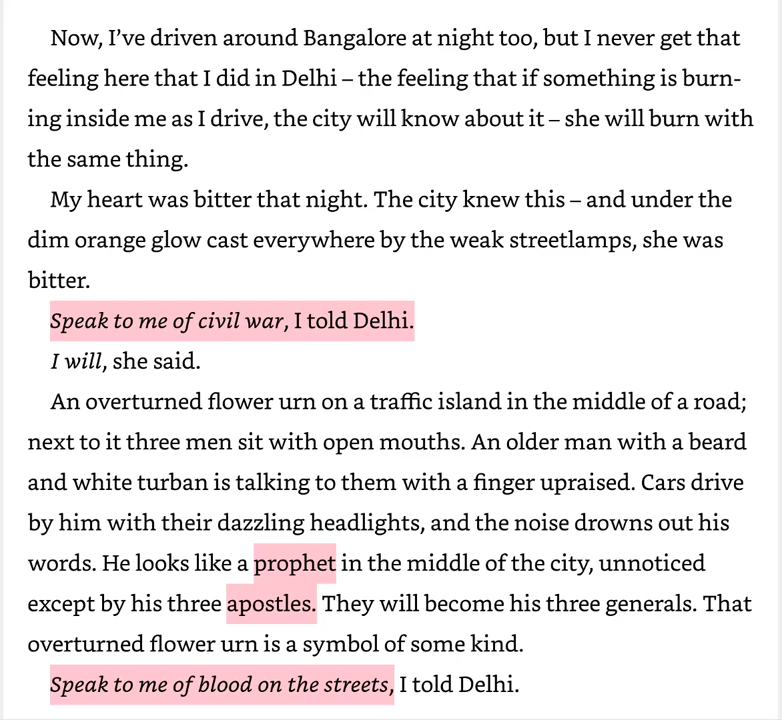 Now, I’ve driven around Bangalore at night too, but I never get that
feeling here that I did in Delhi – the feeling that if something is burn-
ing inside me as I drive, the city will know about it – she will burn with
the same thing.
My heart was bitter that night. The city knew this – and under the
dim orange glow cast everywhere by the weak streetlamps, she was
bitter.
Speak to me of civil war, I told Delhi.
I will, she said.
An overturned flower urn on a traffic island in the middle of a road;
next to it three men sit with open mouths. An older man with a beard
and white turban is talking to them with a finger upraised. Cars drive
by him with their dazzling headlights, and the noise drowns out his
words. He looks like a prophet in the middle of the city, unnoticed
except by his three apostles. They will become his three generals. That
overturned flower urn is a symbol of some kind.
Speak to me of blood on the streets, I told Delhi.